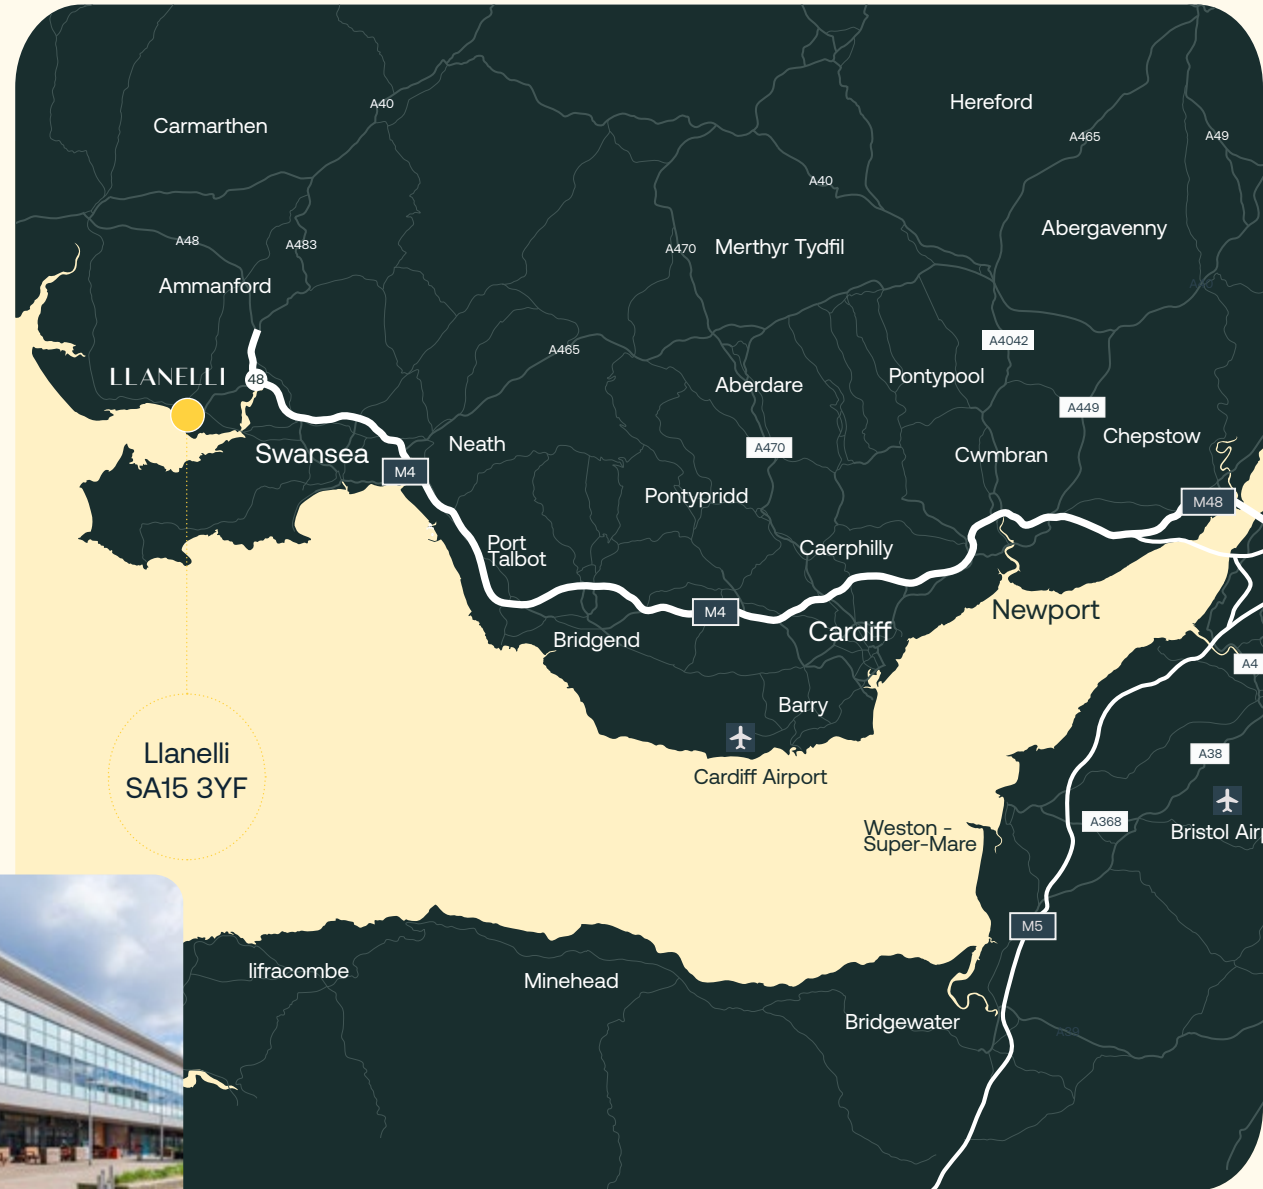 Hereford
A40
Carmarthen
A465
A49
A40
Abergavenny
A48
A483
A470
Merthyr Tydfil
Ammanford
A4042
A465
LLANELLI
48
Aberdare
Pontypool
A449
Chepstow
Neath
A470
Swansea
Cwmbran
M4
Pontypridd
M48
Port
Talbot
Caerphilly
M4
Newport
Bridgend
Cardiff
A4
Barry
Cardiff Airport
A38
Llanelli
SA15 3YF
A368
Weston -
Super-Mare
Bristol Air
M5
lifracombe
Minehead
Bridgewater